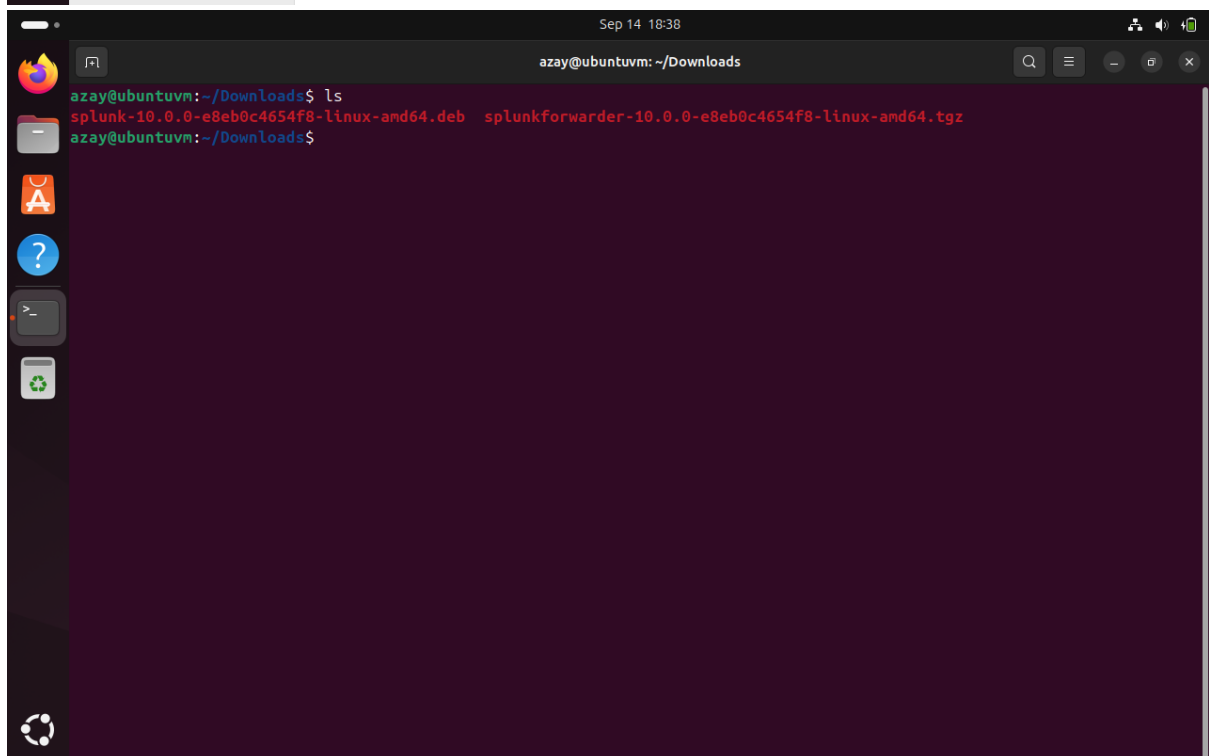 Sep 14 18:38
azay@ubuntuvm: ~/Downloads
azay@ubuntuvm:~/Downloads$ ls
splunk-10.0.0-e8eb0c4654f8-linux-amd64.deb splunkforwarder-10.0.0-e8eb0c4654f8-linux-amd64.tgz
azay@ubuntuvm:~/Downloads$